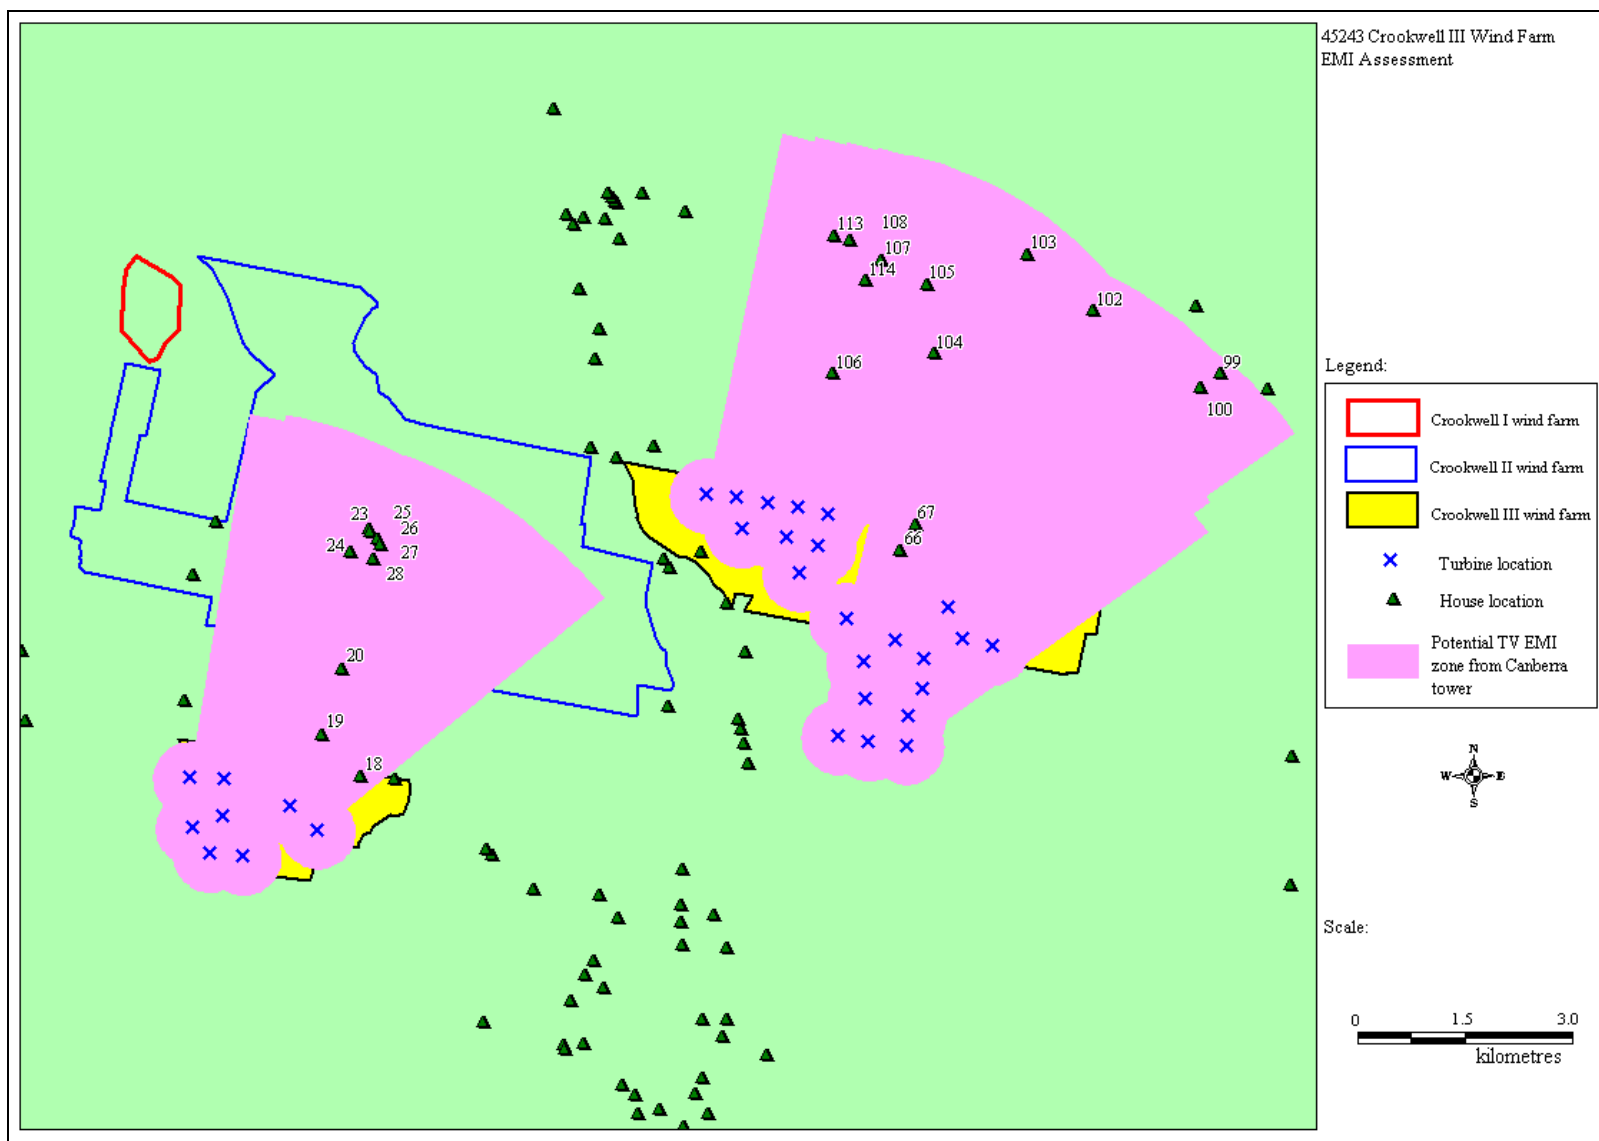 45243 Crookwell III Wind Farm
EMI Assessment
113
108
107
114
105
103
102
104
106
99
100
67
66
23
25
26
24
27
28
20
19
18
Legend:
Crookwell I wind farm
Crookwell II wind farm
Crookwell III wind farm
Turbine location
House location
Potential TV EMI
zone from Canberra
tower
N
W E
S
Scale:
0 1.5 3.0
kilometres